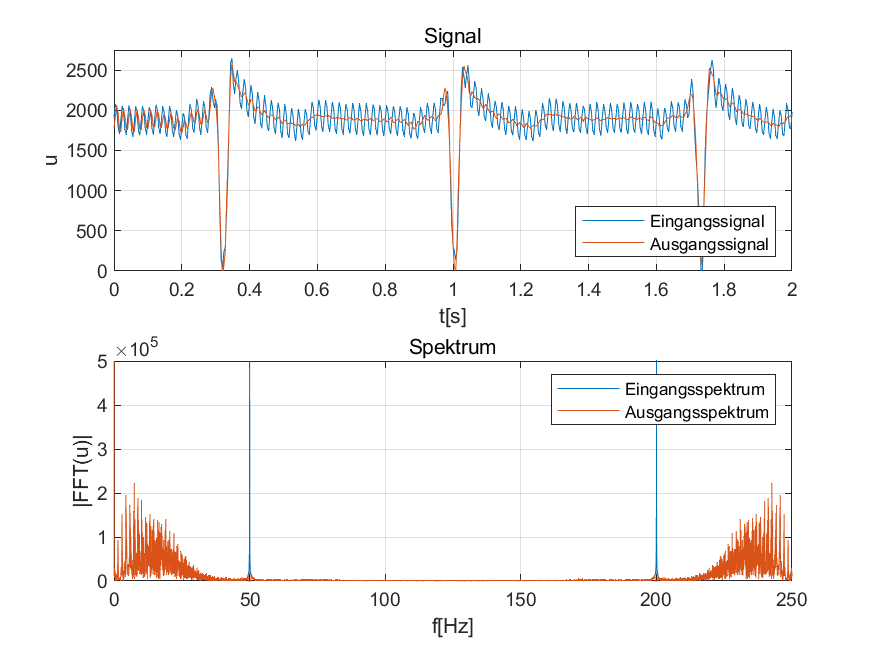 Signal
2500
2000
1500
1000
500
0
u
Eingangssignal
Ausgangssignal
0 0.2 0.4 0.6 0.8 1 1.2 1.4 1.6 1.8 2
t[s]
×10⁵ Spektrum
5
4
3
2
1
0
|FFT(u)|
Eingangsspektrum
Ausgangsspektrum
0 50 100 150 200 250
f[Hz]